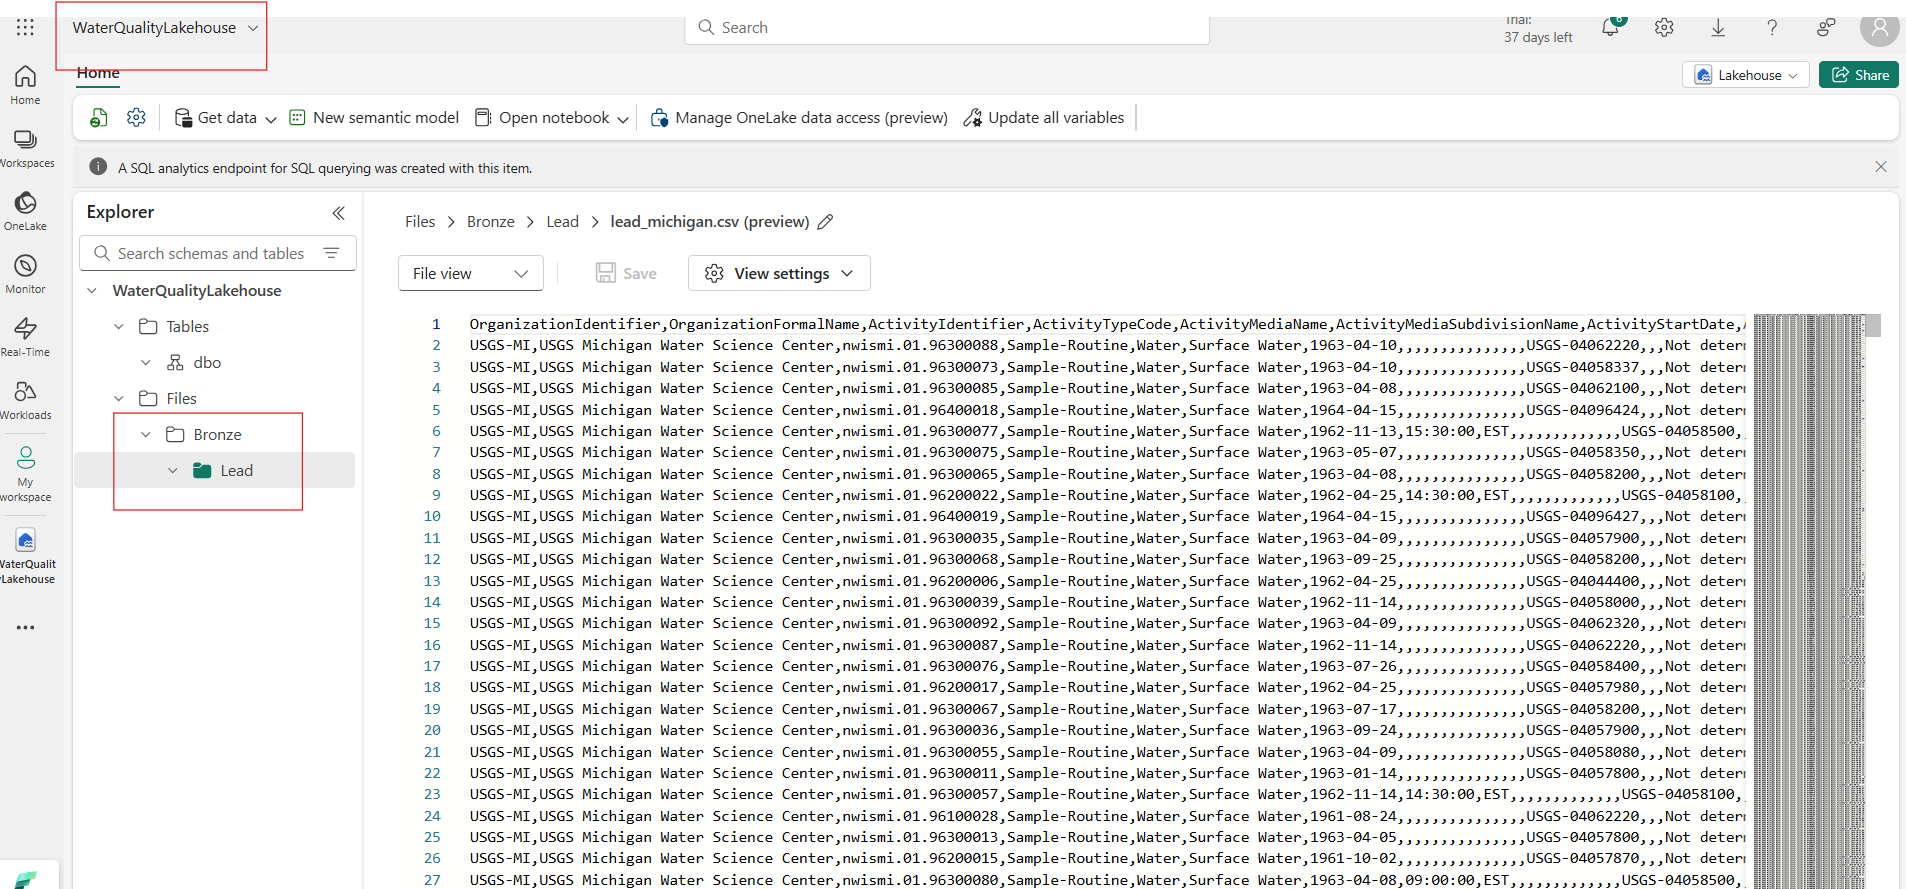 WaterQualityLakehouse
Search
Trial:
37 days left
6
Home
Lakehouse
Share
Get data
New semantic model
Open notebook
Manage OneLake data access (preview)
Update all variables
A SQL analytics endpoint for SQL querying was created with this item.
Home
Workspaces
OneLake
Monitor
Real-Time
Workloads
My
workspace
WaterQualit
yLakehouse
Explorer
Search schemas and tables
WaterQualityLakehouse
Tables
dbo
Files
Bronze
Lead
Files > Bronze > Lead > lead_michigan.csv (preview)
File view
Save
View settings
1 OrganizationIdentifier,OrganizationFormalName,ActivityIdentifier,ActivityTypeCode,ActivityMediaName,ActivityMediaSubdivisionName,ActivityStartDate,
2 USGS-MI,USGS Michigan Water Science Center,nwismi.01.96300088,Sample-Routine,Water,Surface Water,1963-04-10,,,,,,,,,,,,,,,USGS-04062220,,,Not deter
3 USGS-MI,USGS Michigan Water Science Center,nwismi.01.96300073,Sample-Routine,Water,Surface Water,1963-04-10,,,,,,,,,,,,,,,USGS-04058337,,,Not deter
4 USGS-MI,USGS Michigan Water Science Center,nwismi.01.96300085,Sample-Routine,Water,Surface Water,1963-04-08,,,,,,,,,,,,,,,USGS-04062100,,,Not deter
5 USGS-MI,USGS Michigan Water Science Center,nwismi.01.96400018,Sample-Routine,Water,Surface Water,1964-04-15,,,,,,,,,,,,,,,USGS-04096424,,,Not deter
6 USGS-MI,USGS Michigan Water Science Center,nwismi.01.96300077,Sample-Routine,Water,Surface Water,1962-11-13,15:30:00,EST,,,,,,,,,,,,,USGS-04058500,
7 USGS-MI,USGS Michigan Water Science Center,nwismi.01.96300075,Sample-Routine,Water,Surface Water,1963-05-07,,,,,,,,,,,,,,,USGS-04058350,,,Not deter
8 USGS-MI,USGS Michigan Water Science Center,nwismi.01.96300065,Sample-Routine,Water,Surface Water,1963-04-08,,,,,,,,,,,,,,,USGS-04058200,,,Not deter
9 USGS-MI,USGS Michigan Water Science Center,nwismi.01.96200022,Sample-Routine,Water,Surface Water,1962-04-25,14:30:00,EST,,,,,,,,,,,,,USGS-04058100,
10 USGS-MI,USGS Michigan Water Science Center,nwismi.01.96400019,Sample-Routine,Water,Surface Water,1964-04-15,,,,,,,,,,,,,,,USGS-04096427,,,Not deter
11 USGS-MI,USGS Michigan Water Science Center,nwismi.01.96300035,Sample-Routine,Water,Surface Water,1963-04-09,,,,,,,,,,,,,,,USGS-04057900,,,Not deter
12 USGS-MI,USGS Michigan Water Science Center,nwismi.01.96300068,Sample-Routine,Water,Surface Water,1963-09-25,,,,,,,,,,,,,,,USGS-04058200,,,Not deter
13 USGS-MI,USGS Michigan Water Science Center,nwismi.01.96200006,Sample-Routine,Water,Surface Water,1962-04-25,,,,,,,,,,,,,,,USGS-04044400,,,Not deter
14 USGS-MI,USGS Michigan Water Science Center,nwismi.01.96300039,Sample-Routine,Water,Surface Water,1962-11-14,,,,,,,,,,,,,,,USGS-04058000,,,Not deter
15 USGS-MI,USGS Michigan Water Science Center,nwismi.01.96300092,Sample-Routine,Water,Surface Water,1963-04-09,,,,,,,,,,,,,,,USGS-04062320,,,Not deter
16 USGS-MI,USGS Michigan Water Science Center,nwismi.01.96300087,Sample-Routine,Water,Surface Water,1962-11-14,,,,,,,,,,,,,,,USGS-04062220,,,Not deter
17 USGS-MI,USGS Michigan Water Science Center,nwismi.01.96300076,Sample-Routine,Water,Surface Water,1963-07-26,,,,,,,,,,,,,,,USGS-04058400,,,Not deter
18 USGS-MI,USGS Michigan Water Science Center,nwismi.01.96200017,Sample-Routine,Water,Surface Water,1962-04-25,,,,,,,,,,,,,,,USGS-04057980,,,Not deter
19 USGS-MI,USGS Michigan Water Science Center,nwismi.01.96300067,Sample-Routine,Water,Surface Water,1963-07-17,,,,,,,,,,,,,,,USGS-04058200,,,Not deter
20 USGS-MI,USGS Michigan Water Science Center,nwismi.01.96300036,Sample-Routine,Water,Surface Water,1963-09-24,,,,,,,,,,,,,,,USGS-04057900,,,Not deter
21 USGS-MI,USGS Michigan Water Science Center,nwismi.01.96300055,Sample-Routine,Water,Surface Water,1963-04-09,,,,,,,,,,,,,,,USGS-04058080,,,Not deter
22 USGS-MI,USGS Michigan Water Science Center,nwismi.01.96300011,Sample-Routine,Water,Surface Water,1963-01-14,,,,,,,,,,,,,,,USGS-04057800,,,Not deter
23 USGS-MI,USGS Michigan Water Science Center,nwismi.01.96300057,Sample-Routine,Water,Surface Water,1962-11-14,14:30:00,EST,,,,,,,,,,,,,USGS-04058100,
24 USGS-MI,USGS Michigan Water Science Center,nwismi.01.96100028,Sample-Routine,Water,Surface Water,1961-08-24,,,,,,,,,,,,,,,USGS-04062220,,,Not deter
25 USGS-MI,USGS Michigan Water Science Center,nwismi.01.96300013,Sample-Routine,Water,Surface Water,1963-04-05,,,,,,,,,,,,,,,USGS-04057800,,,Not deter
26 USGS-MI,USGS Michigan Water Science Center,nwismi.01.96200015,Sample-Routine,Water,Surface Water,1961-10-02,,,,,,,,,,,,,,,USGS-04057870,,,Not deter
27 USGS-MI,USGS Michigan Water Science Center,nwismi.01.96300080,Sample-Routine,Water,Surface Water,1963-04-08,09:00:00,EST,,,,,,,,,,,,,USGS-04058500,